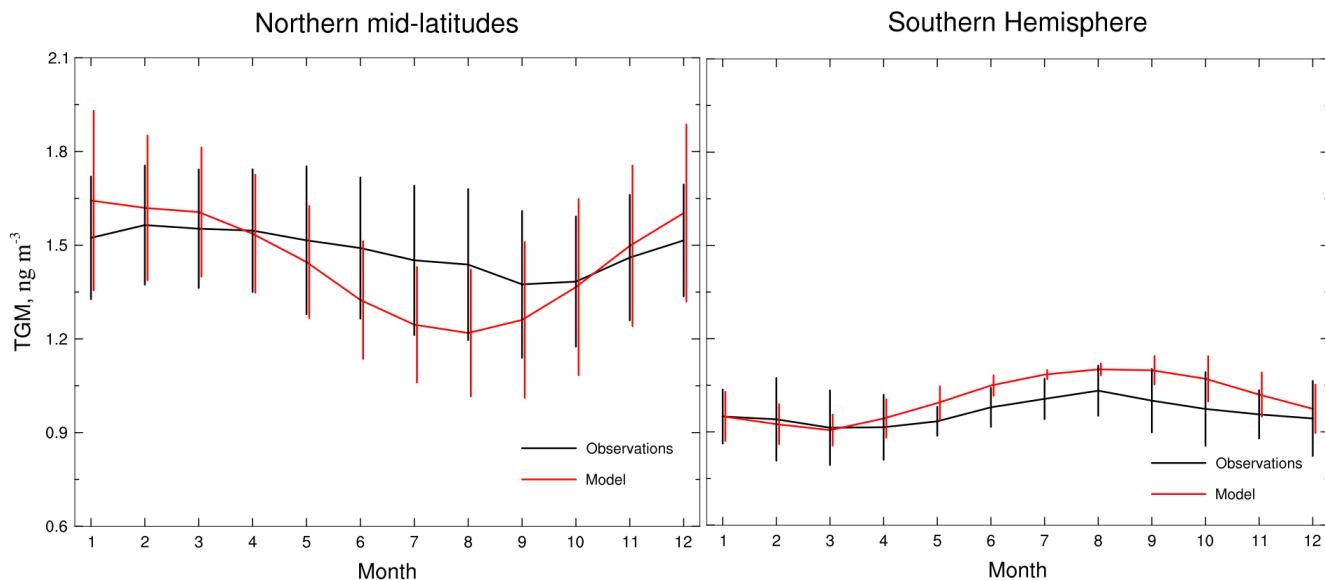 Northern mid-latitudes
Southern Hemisphere
TGM, ng m⁻³
2.1
1.8
1.5
1.2
0.9
0.6
Observations
Model
1 2 3 4 5 6 7 8 9 10 11 12
Month
Observations
Model
1 2 3 4 5 6 7 8 9 10 11 12
Month